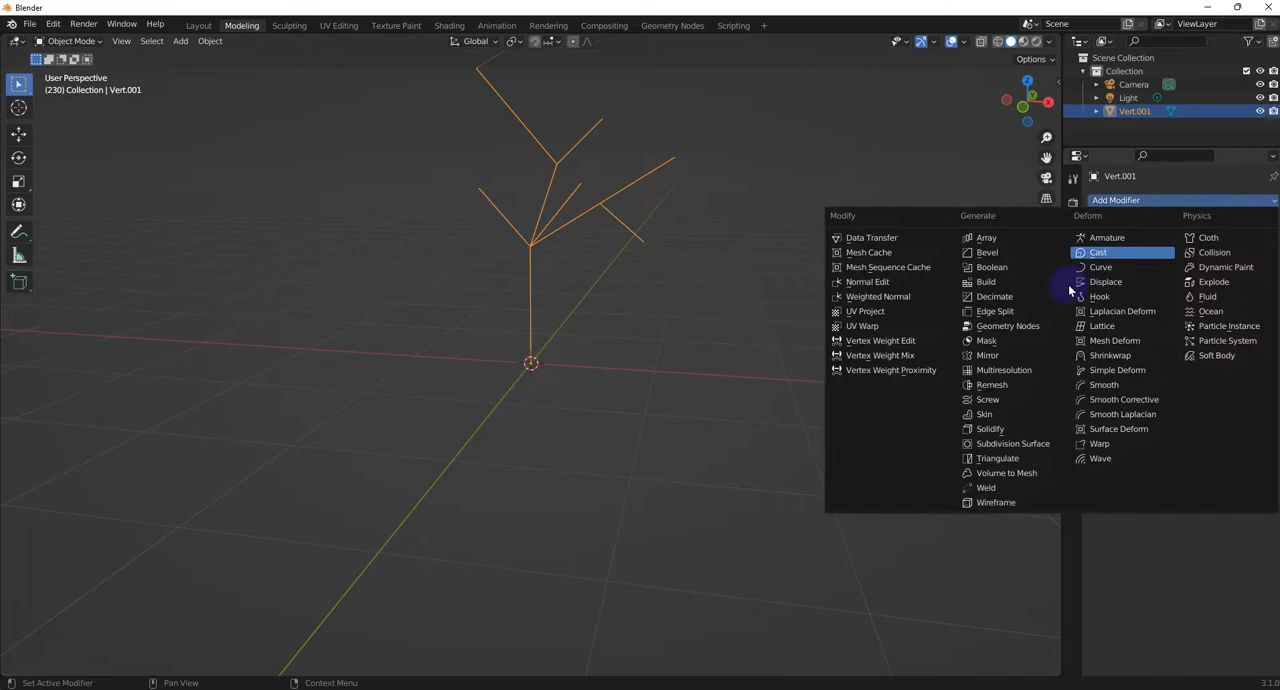 Blender
File Edit Render Window Help Layout Modeling Sculpting UV Editing Texture Paint Shading Animation Rendering Compositing Geometry Nodes Scripting + Scene ViewLayer
Object Mode View Select Add Object Global
Options
User Perspective
(230) Collection | Vert.001
Z
X
Y
Scene Collection
Collection
Camera
Light
Vert.001
Vert.001
Add Modifier
Modify Generate Deform Physics
Data Transfer Array Armature Cloth
Mesh Cache Bevel Cast Collision
Mesh Sequence Cache Boolean Curve Dynamic Paint
Normal Edit Build Displace Explode
Weighted Normal Decimate Hook Fluid
UV Project Edge Split Laplacian Deform Ocean
UV Warp Geometry Nodes Lattice Particle Instance
Vertex Weight Edit Mask Mesh Deform Particle System
Vertex Weight Mix Mirror Shrinkwrap Soft Body
Vertex Weight Proximity Multiresolution Simple Deform
Remesh Smooth
Screw Smooth Corrective
Skin Smooth Laplacian
Solidify Surface Deform
Subdivision Surface Warp
Triangulate Wave
Volume to Mesh
Weld
Wireframe
Set Active Modifier Pan View Context Menu 3.1.0